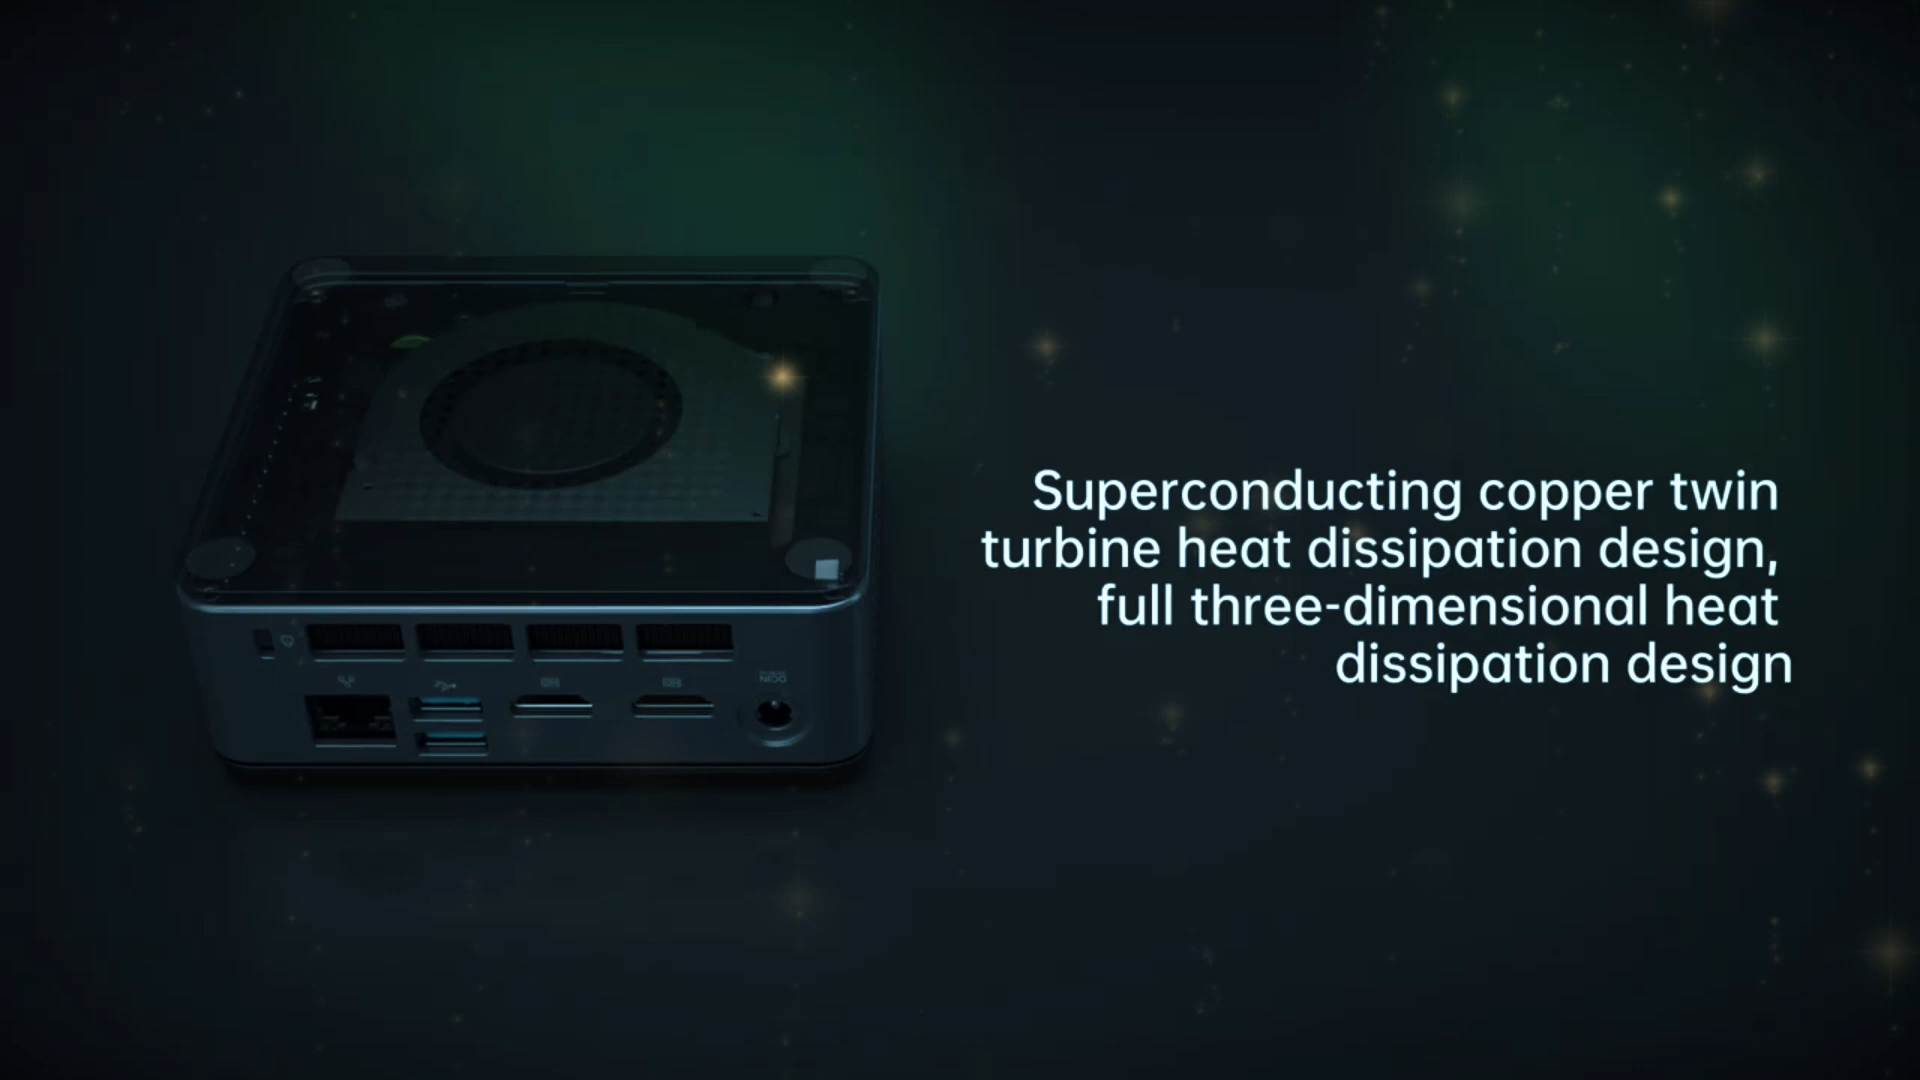 Superconducting copper twin
turbine heat dissipation design,
full three-dimensional heat
dissipation design